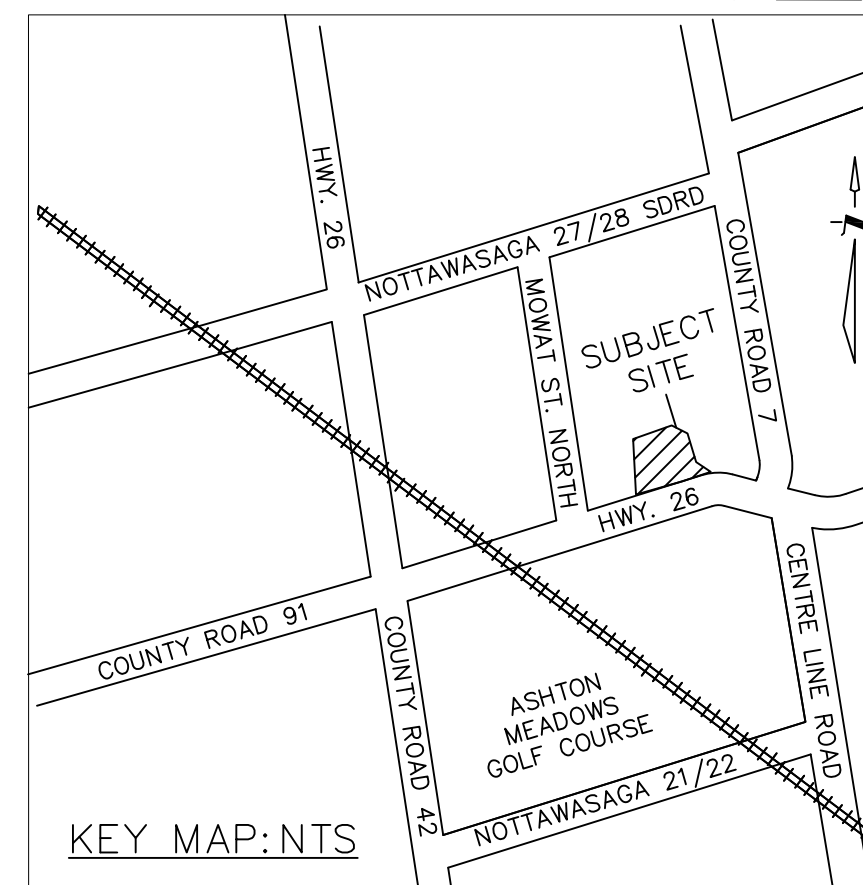 HWY. 26
NOTTAWASAGA 27/28 SDRD
COUNTY ROAD 7
MOWAT ST. NORTH
SUBJECT
SITE
HWY. 26
CENTRE LINE ROAD
COUNTY ROAD 91
COUNTY ROAD 42
ASHTON
MEADOWS
GOLF COURSE
NOTTAWASAGA 21/22
KEY MAP: NTS